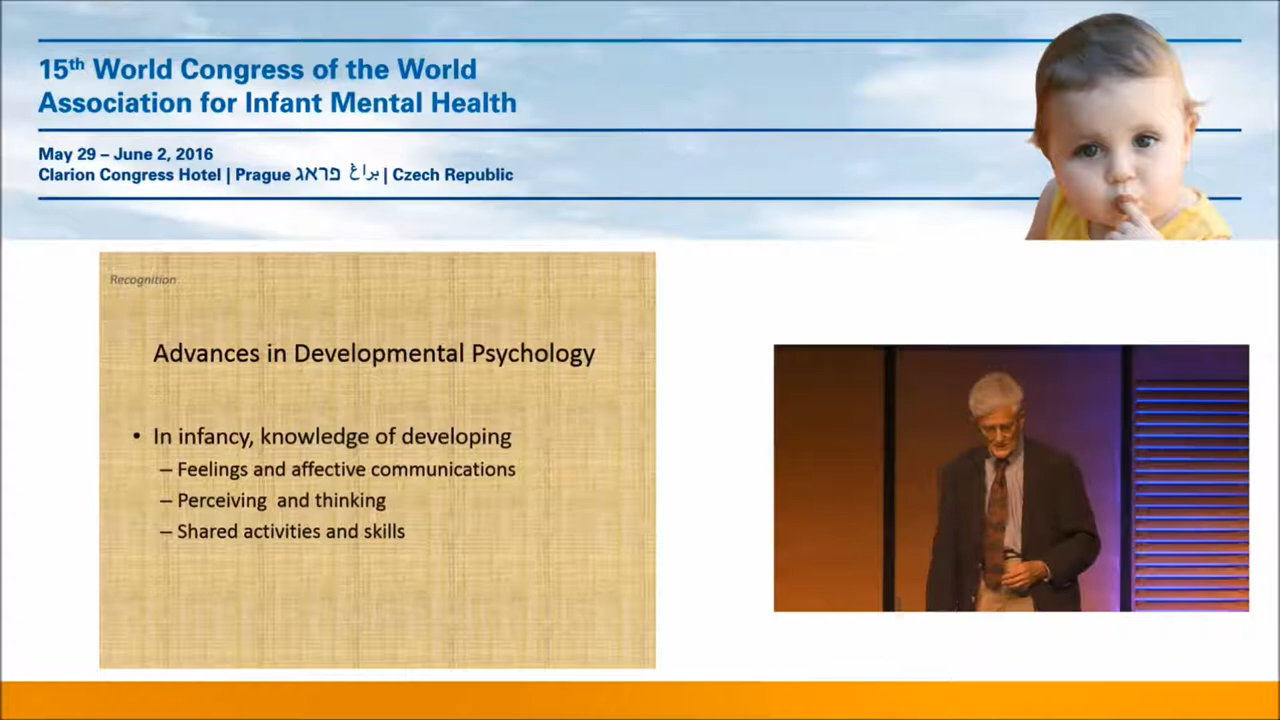 15th World Congress of the World
Association for Infant Mental Health
May 29 – June 2, 2016
Clarion Congress Hotel | Prague פראג براغ | Czech Republic
Recognition
Advances in Developmental Psychology
• In infancy, knowledge of developing
– Feelings and affective communications
– Perceiving and thinking
– Shared activities and skills